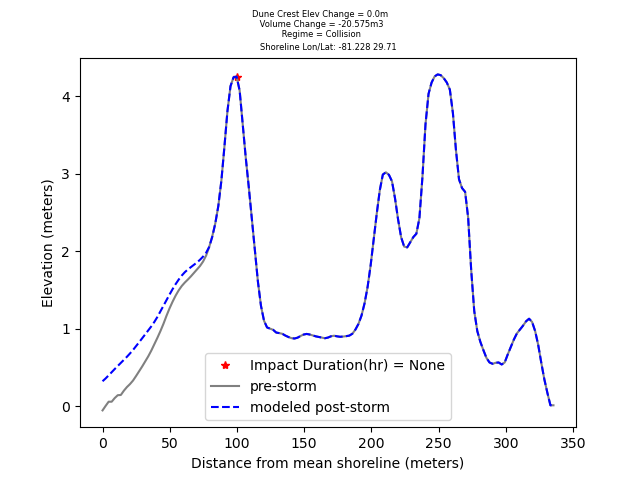 Dune Crest Elev Change = 0.0m
Volume Change = -20.575m3
Regime = Collision
Shoreline Lon/Lat: -81.228 29.71
Elevation (meters)
4
3
2
1
0
Impact Duration(hr) = None
pre-storm
modeled post-storm
0 50 100 150 200 250 300 350
Distance from mean shoreline (meters)